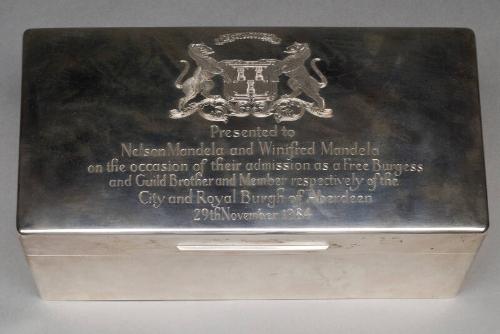 Presented to
Nelson Mandela and Winifred Mandela
on the occasion of their admission as a Free Burgess
and Guild Brother and Member respectively of the
City and Royal Burgh of Aberdeen
29th November 1984